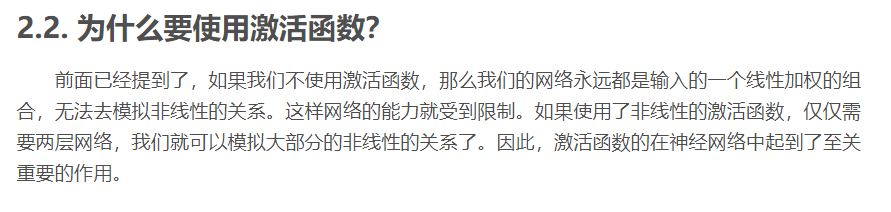 2.2. 为什么要使用激活函数?
前面已经提到了，如果我们不使用激活函数，那么我们的网络永远都是输入的一个线性加权的组
合，无法去模拟非线性的关系。这样网络的能力就受到限制。如果使用了非线性的激活函数，仅仅需
要两层网络，我们就可以模拟大部分的非线性的关系了。因此，激活函数的在神经网络中起到了至关
重要的作用。